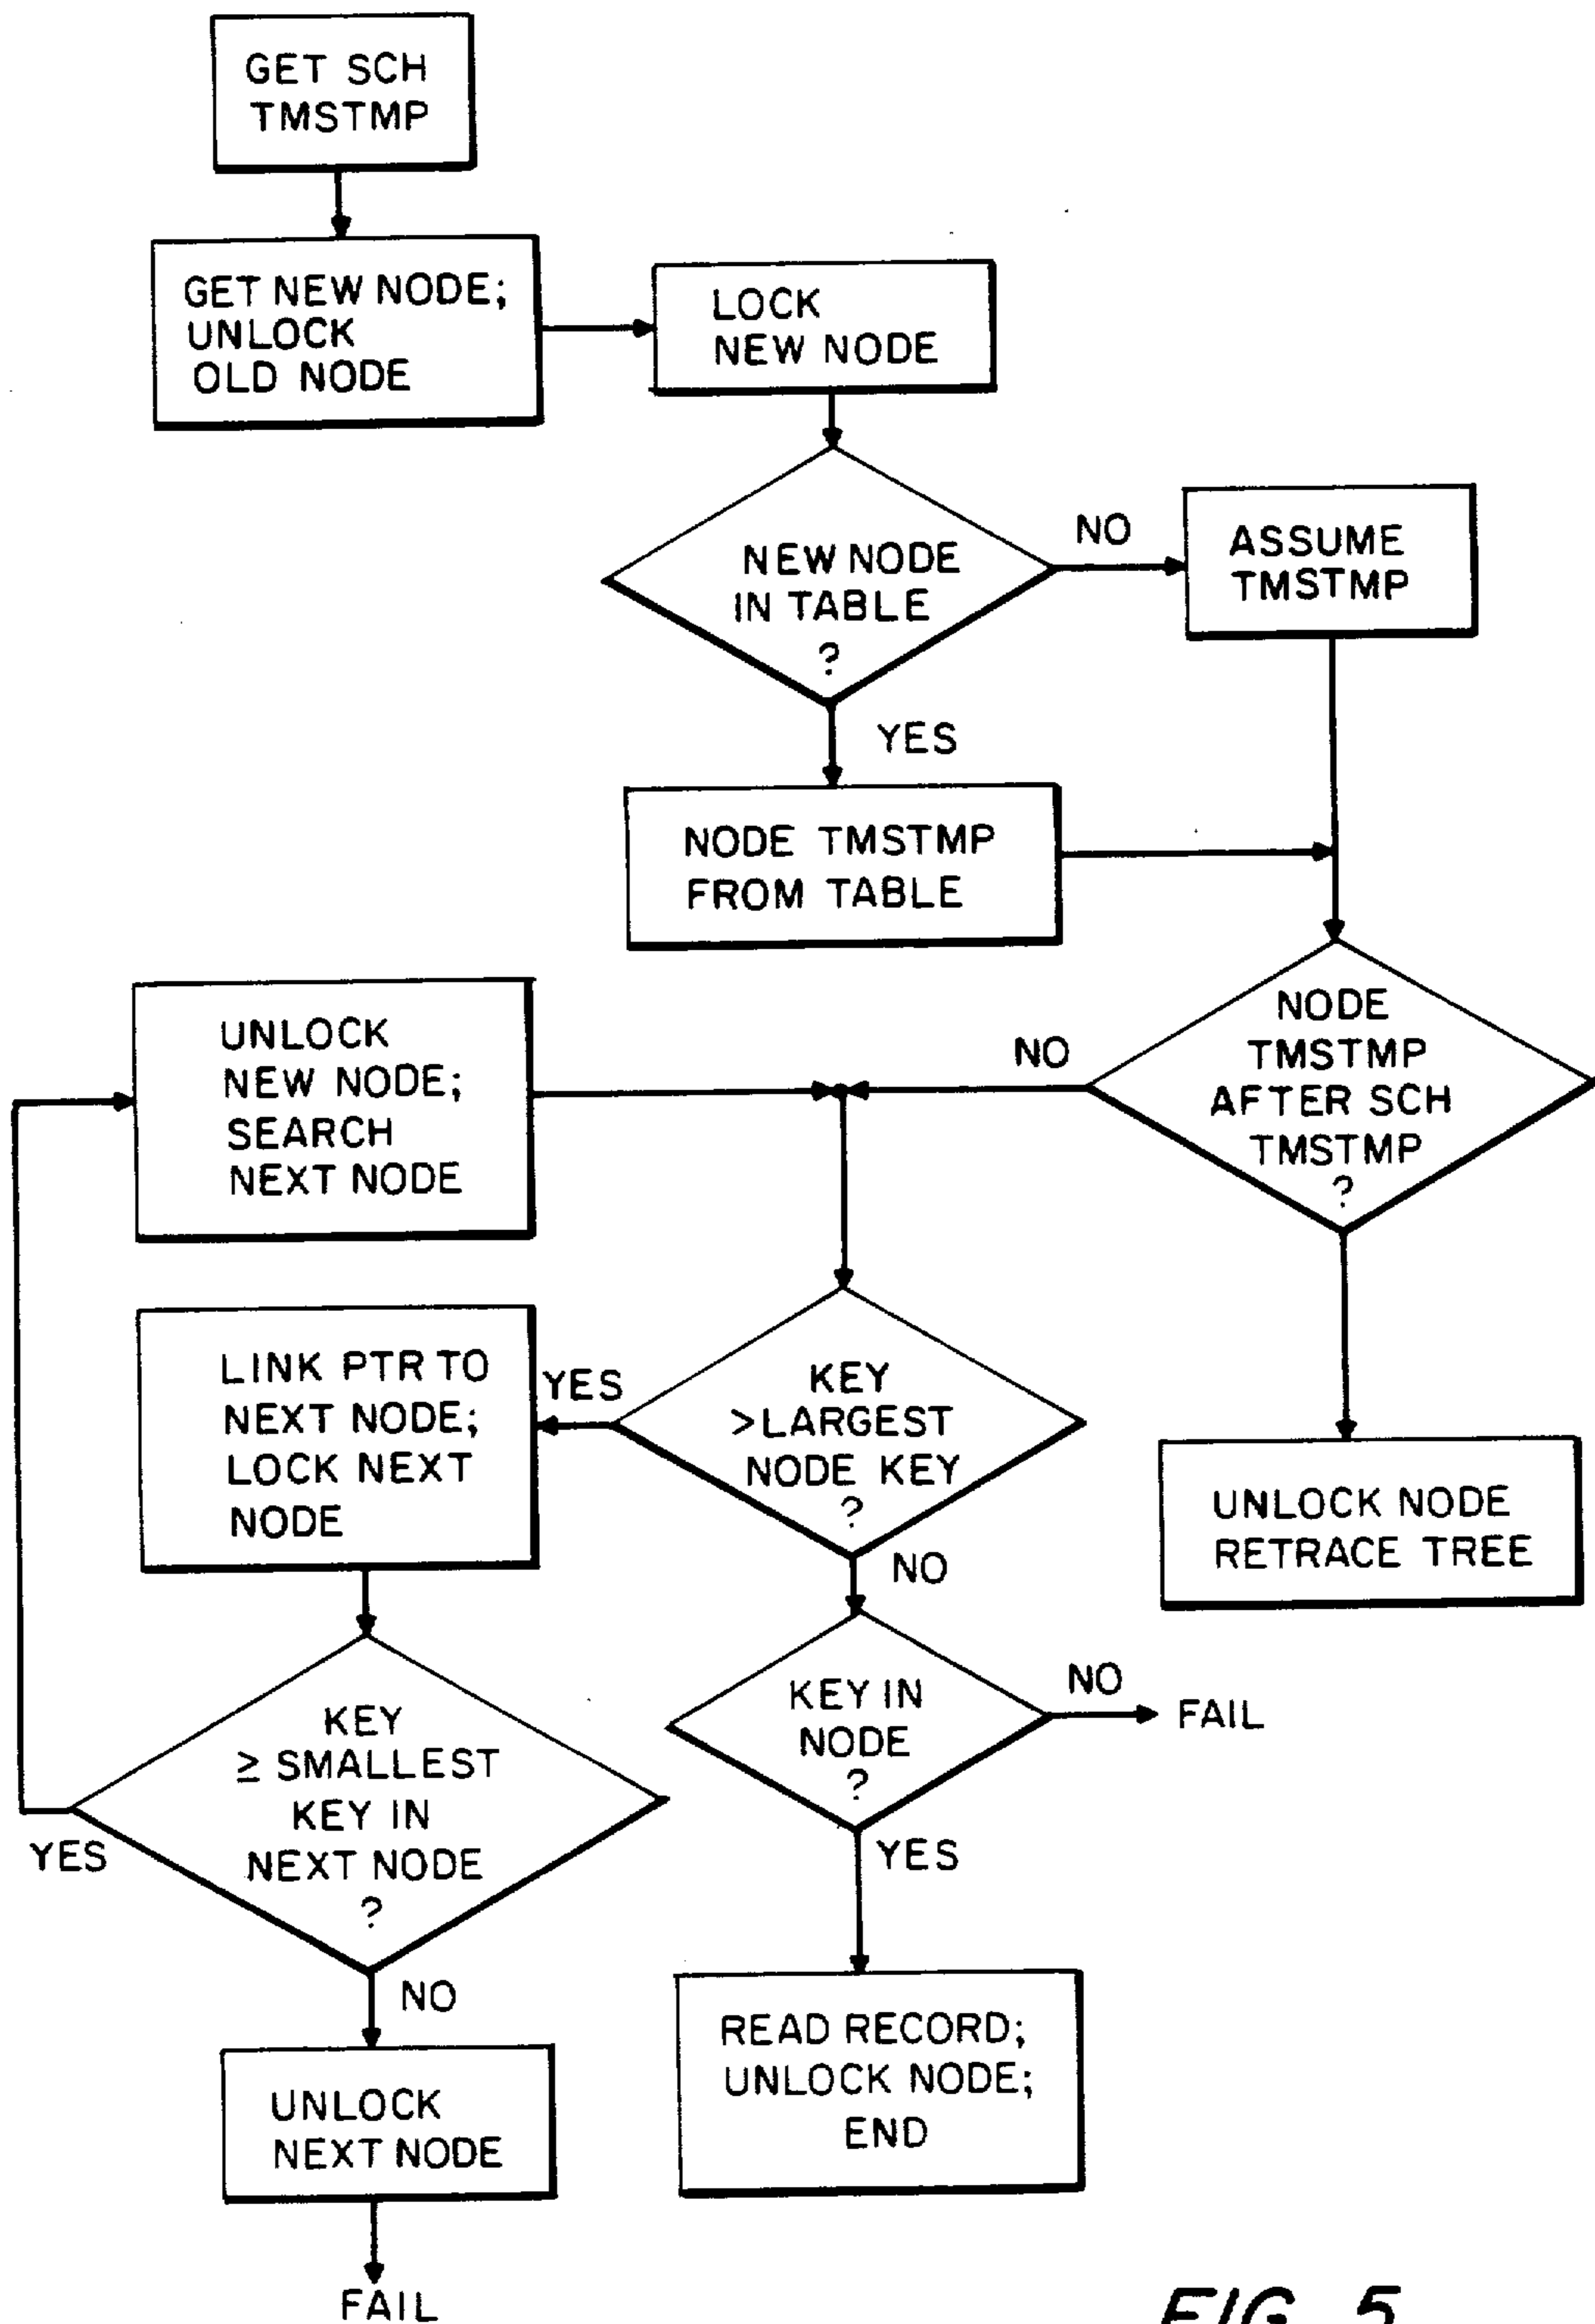 GET SCH
TMSTMP
GET NEW NODE;
UNLOCK
OLD NODE
LOCK
NEW NODE
NEW NODE
IN TABLE
?
NO
ASSUME
TMSTMP
YES
NODE TMSTMP
FROM TABLE
NODE
TMSTMP
AFTER SCH
TMSTMP
?
NO
UNLOCK
NEW NODE;
SEARCH
NEXT NODE
LINK PTR TO
NEXT NODE;
LOCK NEXT
NODE
YES
KEY
>LARGEST
NODE KEY
?
NO
UNLOCK NODE
RETRACE TREE
KEY
≥ SMALLEST
KEY IN
NEXT NODE
?
YES
KEY IN
NODE
?
NO
FAIL
YES
NO
READ RECORD;
UNLOCK NODE;
END
UNLOCK
NEXT NODE
FAIL
FIG. 5